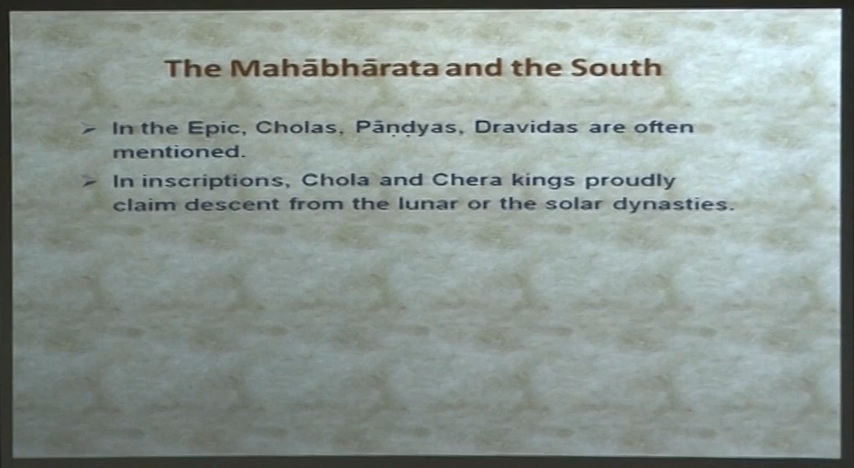 The Mahābhārata and the South
➢ In the Epic, Cholas, Pāṇḍyas, Dravidas are often
mentioned.
➢ In inscriptions, Chola and Chera kings proudly
claim descent from the lunar or the solar dynasties.